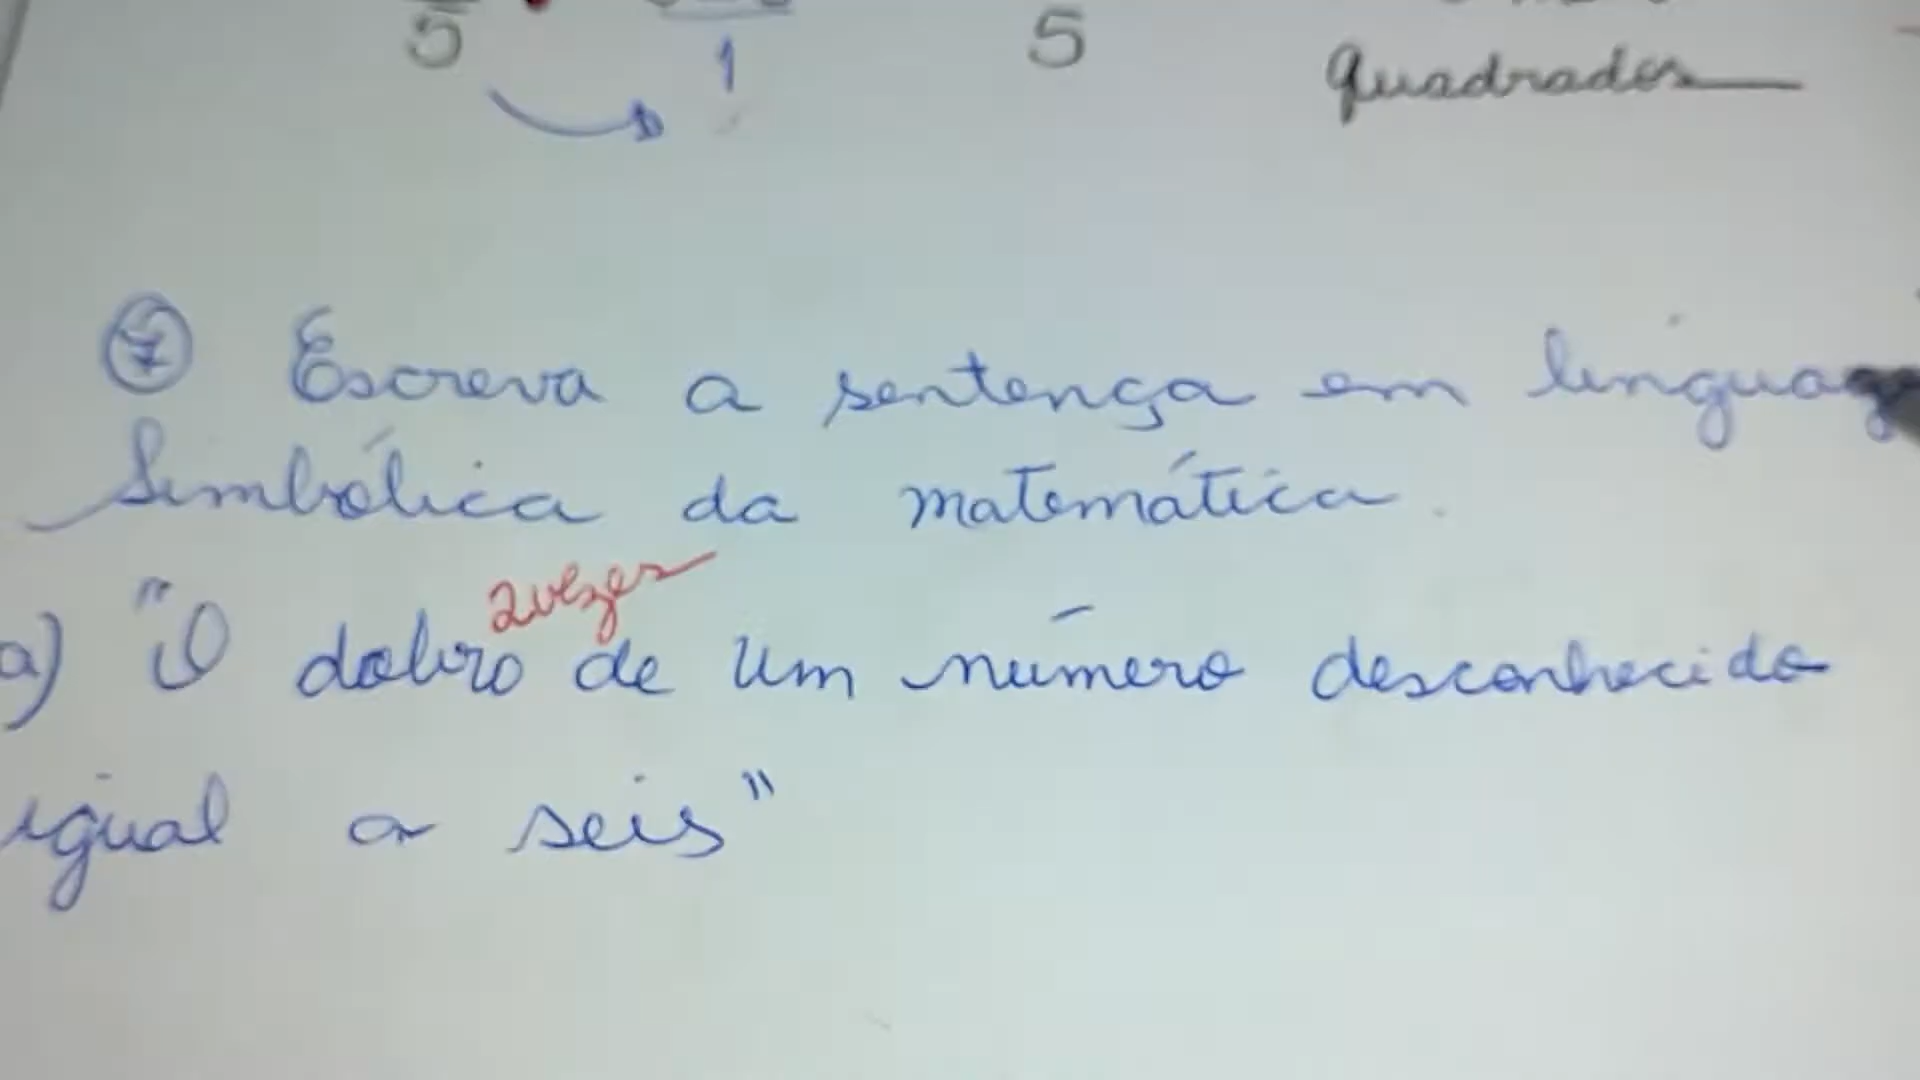 5 1 5 quadrados
7 Escreva a sentença em linguag
Simbólica da matemática.
2 vezes
a) "O dobro de um número desconhecido
igual a seis"